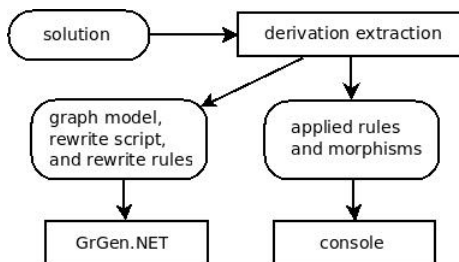 solution
derivation extraction
graph model,
rewrite script,
and rewrite rules
applied rules
and morphisms
GrGen.NET
console